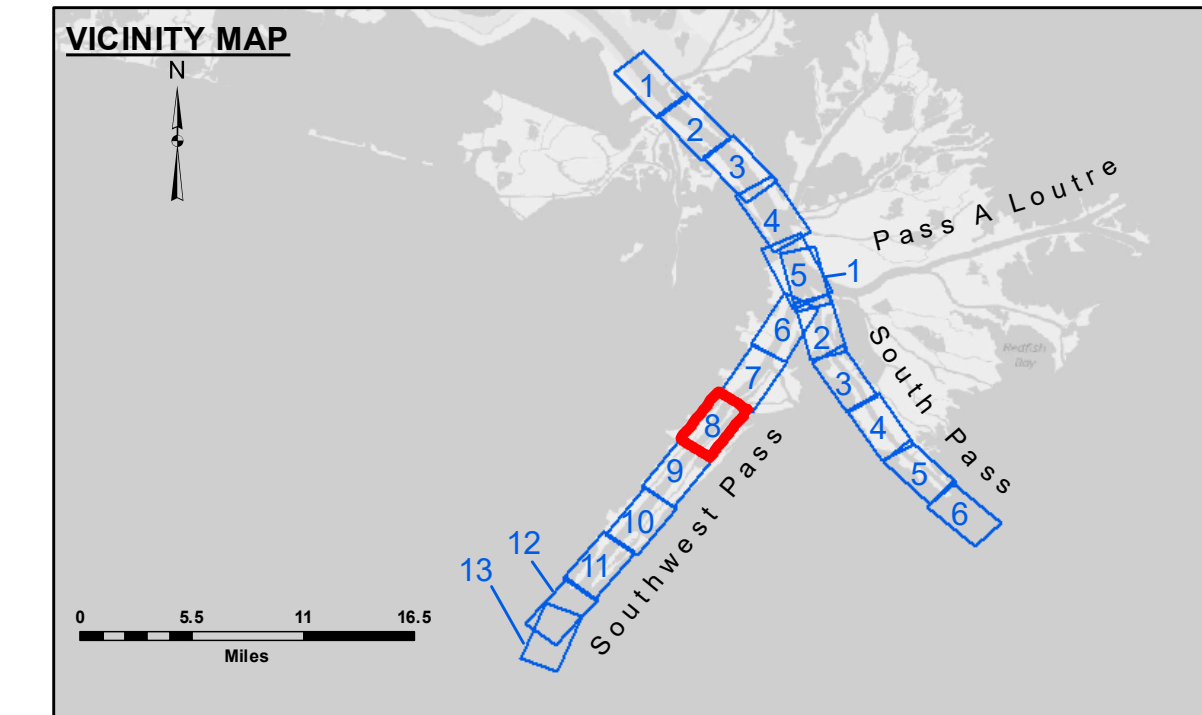 VICINITY MAP
N
1
2
3
4
5
1
Pass A Loutre
6
2
7
3
South Pass
Redfish
Bay
8
4
9
5
10
6
11
12
13
Southwest Pass
0 5.5 11 16.5
Miles